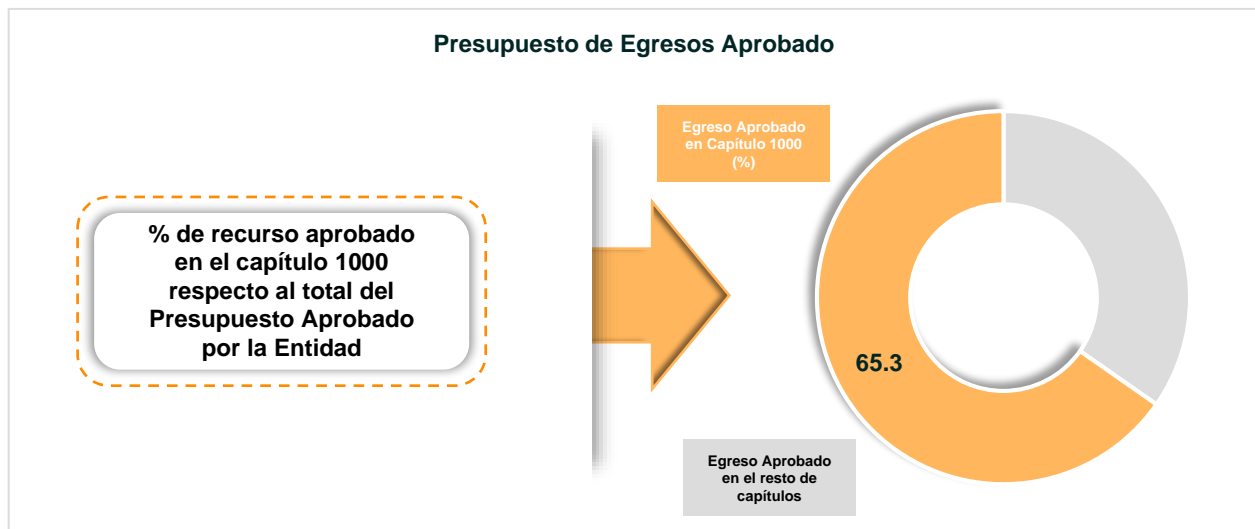 Presupuesto de Egresos Aprobado
% de recurso aprobado
en el capítulo 1000
respecto al total del
Presupuesto Aprobado
por la Entidad
Egreso Aprobado
en Capítulo 1000
(%)
65.3
Egreso Aprobado
en el resto de
capítulos